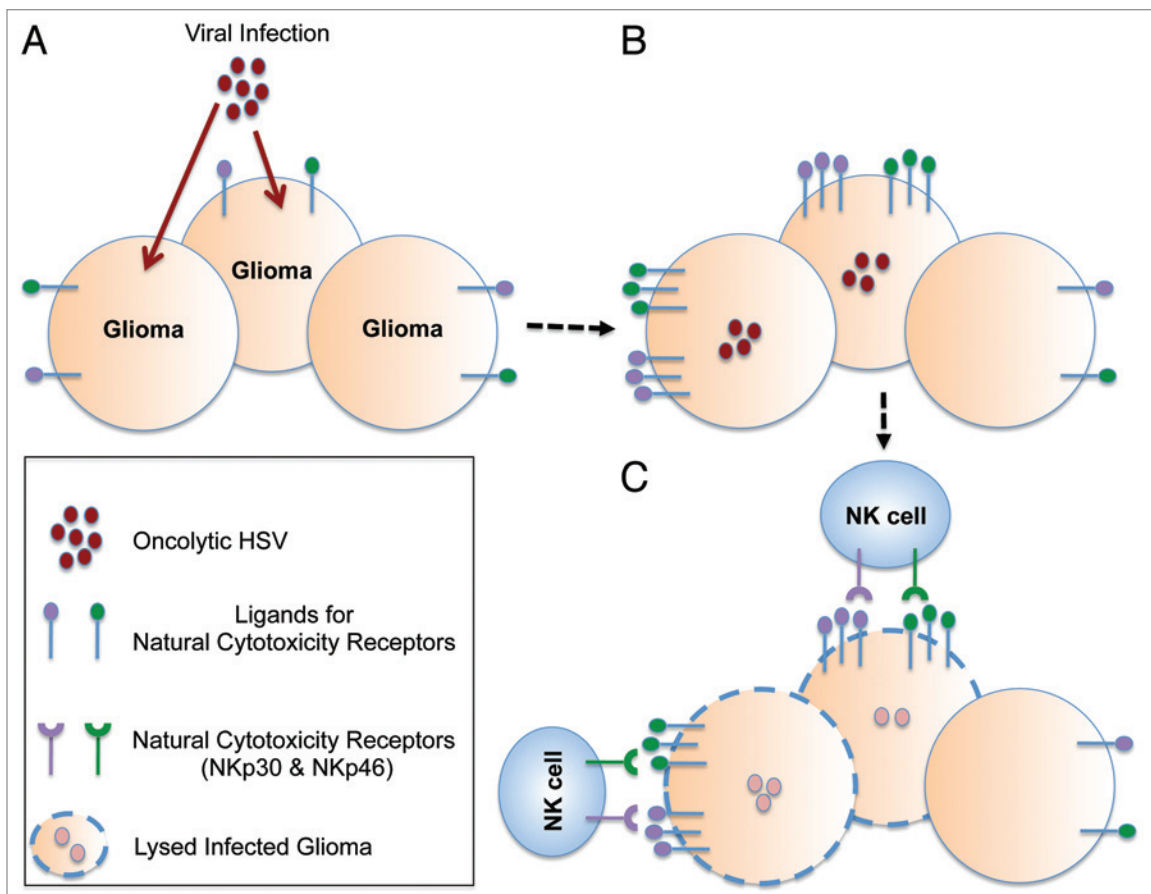 A
Viral Infection
Glioma
Glioma
Glioma
B
C
NK cell
NK cell
Oncolytic HSV
Ligands for
Natural Cytotoxicity Receptors
Natural Cytotoxicity Receptors
(NKp30 & NKp46)
Lysed Infected Glioma